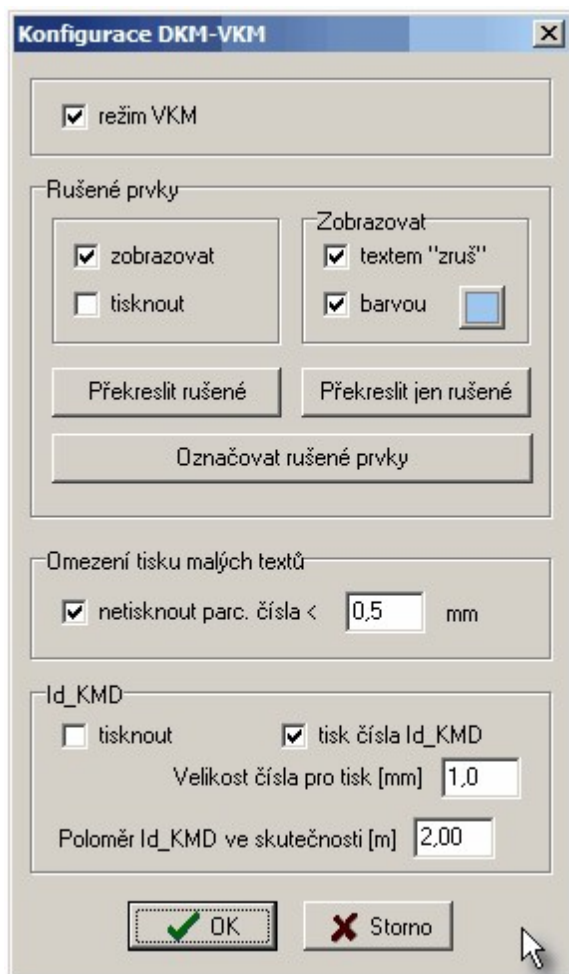 Konfigurace DKM-VKM
režim VKM
Rušené prvky
Zobrazovat
zobrazovat
textem "zruš"
tisknout
barvou
Překreslit rušené
Překreslit jen rušené
Označovat rušené prvky
Omezení tisku malých textů
netisknout parc. čísla < 0,5 mm
Id_KMD
tisknout
tisk čísla Id_KMD
Velikost čísla pro tisk [mm] 1,0
Poloměr Id_KMD ve skutečnosti [m] 2,00
OK
Storno